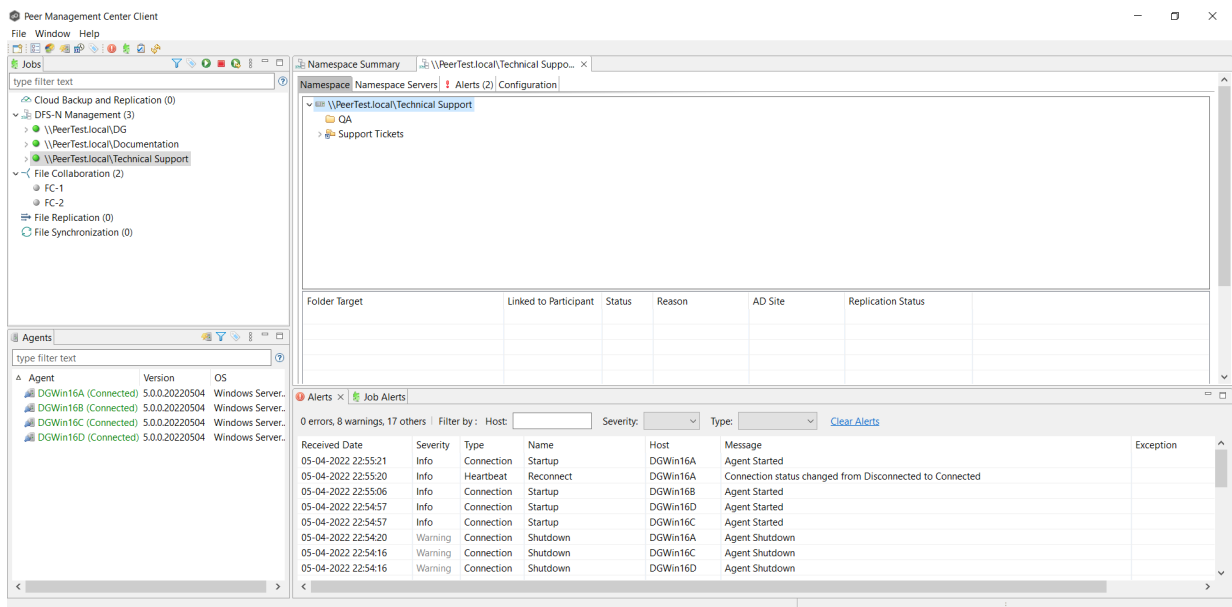 Peer Management Center Client
File Window Help
Jobs
type filter text
Cloud Backup and Replication (0)
DFS-N Management (3)
\\PeerTest.local\DG
\\PeerTest.local\Documentation
\\PeerTest.local\Technical Support
File Collaboration (2)
FC-1
FC-2
File Replication (0)
File Synchronization (0)
Agents
type filter text
Agent Version OS
DGWin16A (Connected) 5.0.0.20220504 Windows Server...
DGWin16B (Connected) 5.0.0.20220504 Windows Server...
DGWin16C (Connected) 5.0.0.20220504 Windows Server...
DGWin16D (Connected) 5.0.0.20220504 Windows Server...
Namespace Summary \\PeerTest.local\Technical Suppo...
Namespace Namespace Servers Alerts (2) Configuration
\\PeerTest.local\Technical Support
QA
Support Tickets
Folder Target Linked to Participant Status Reason AD Site Replication Status
Alerts Job Alerts
0 errors, 8 warnings, 17 others Filter by : Host: Severity: Type: Clear Alerts
Received Date Severity Type Name Host Message Exception
05-04-2022 22:55:21 Info Connection Startup DGWin16A Agent Started
05-04-2022 22:55:20 Info Heartbeat Reconnect DGWin16A Connection status changed from Disconnected to Connected
05-04-2022 22:55:06 Info Connection Startup DGWin16B Agent Started
05-04-2022 22:54:57 Info Connection Startup DGWin16D Agent Started
05-04-2022 22:54:57 Info Connection Startup DGWin16C Agent Started
05-04-2022 22:54:20 Warning Connection Shutdown DGWin16A Agent Shutdown
05-04-2022 22:54:16 Warning Connection Shutdown DGWin16C Agent Shutdown
05-04-2022 22:54:16 Warning Connection Shutdown DGWin16D Agent Shutdown